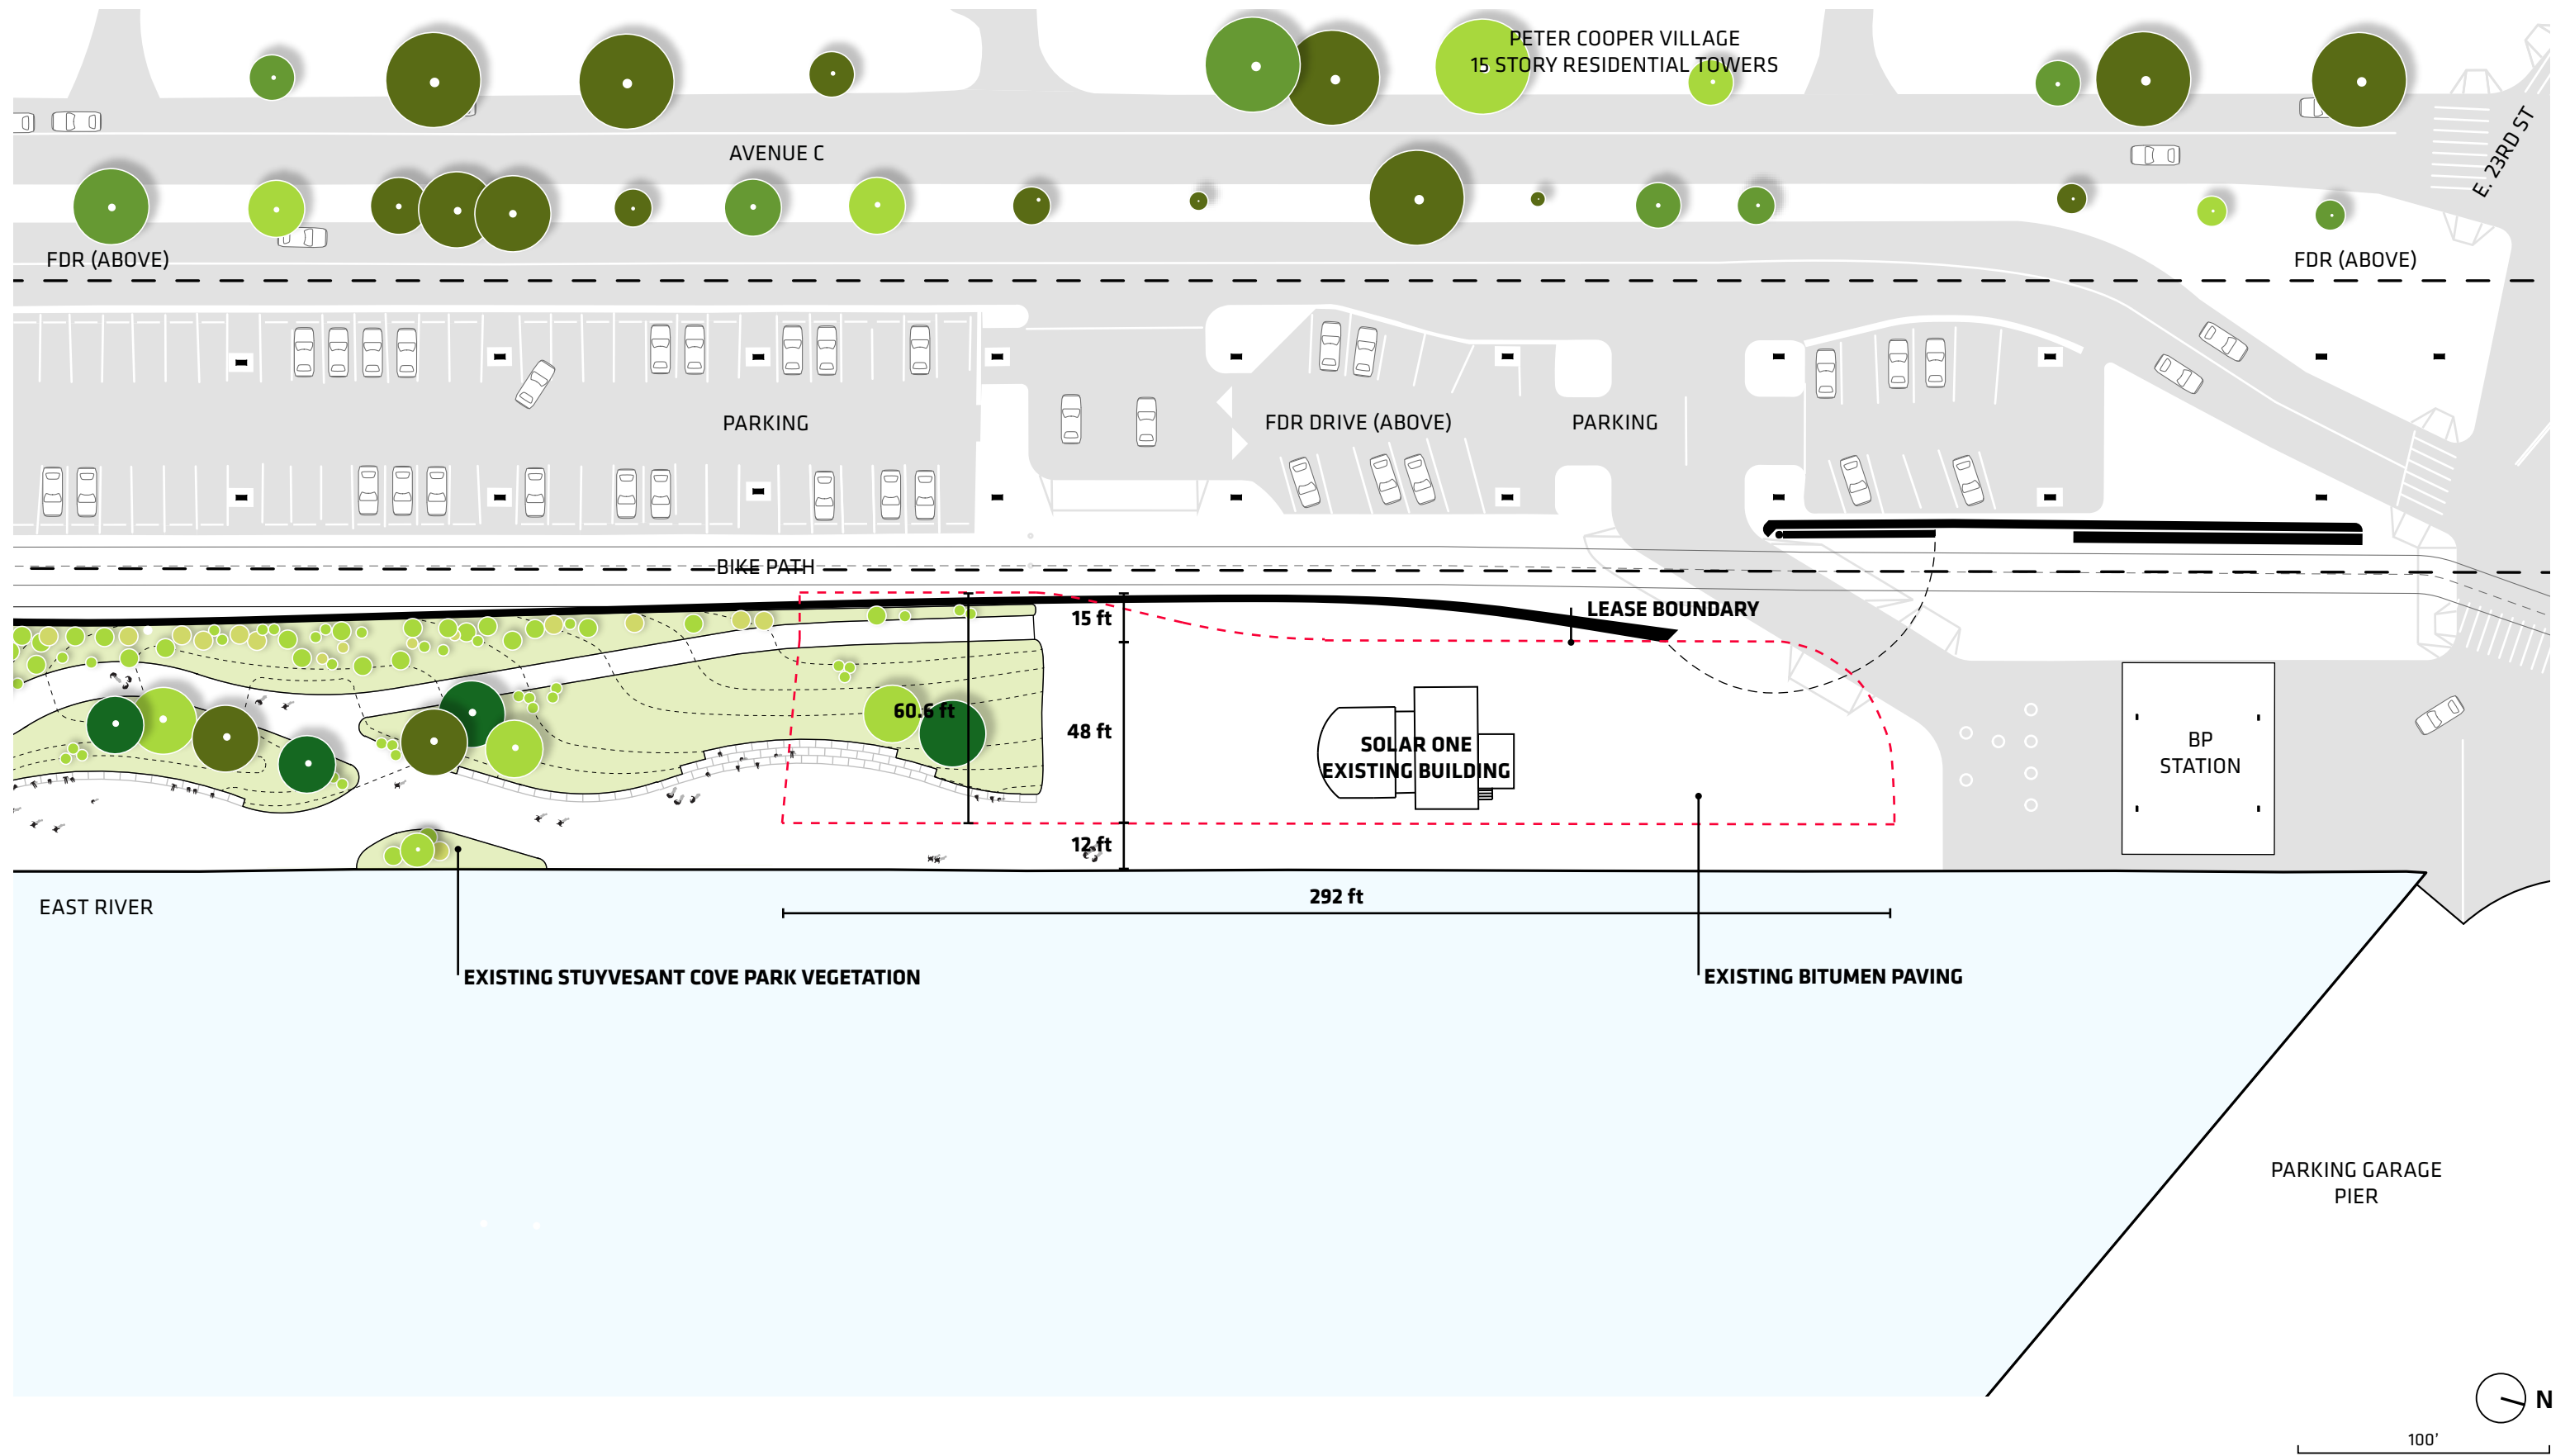 PETER COOPER VILLAGE
15 STORY RESIDENTIAL TOWERS
AVENUE C
E. 23RD ST
FDR (ABOVE)
FDR (ABOVE)
PARKING
FDR DRIVE (ABOVE)
PARKING
BIKE PATH
LEASE BOUNDARY
15 ft
60.6 ft
48 ft
SOLAR ONE
EXISTING BUILDING
BP
STATION
12 ft
292 ft
EAST RIVER
EXISTING STUYVESANT COVE PARK VEGETATION
EXISTING BITUMEN PAVING
PARKING GARAGE
PIER
N
100'